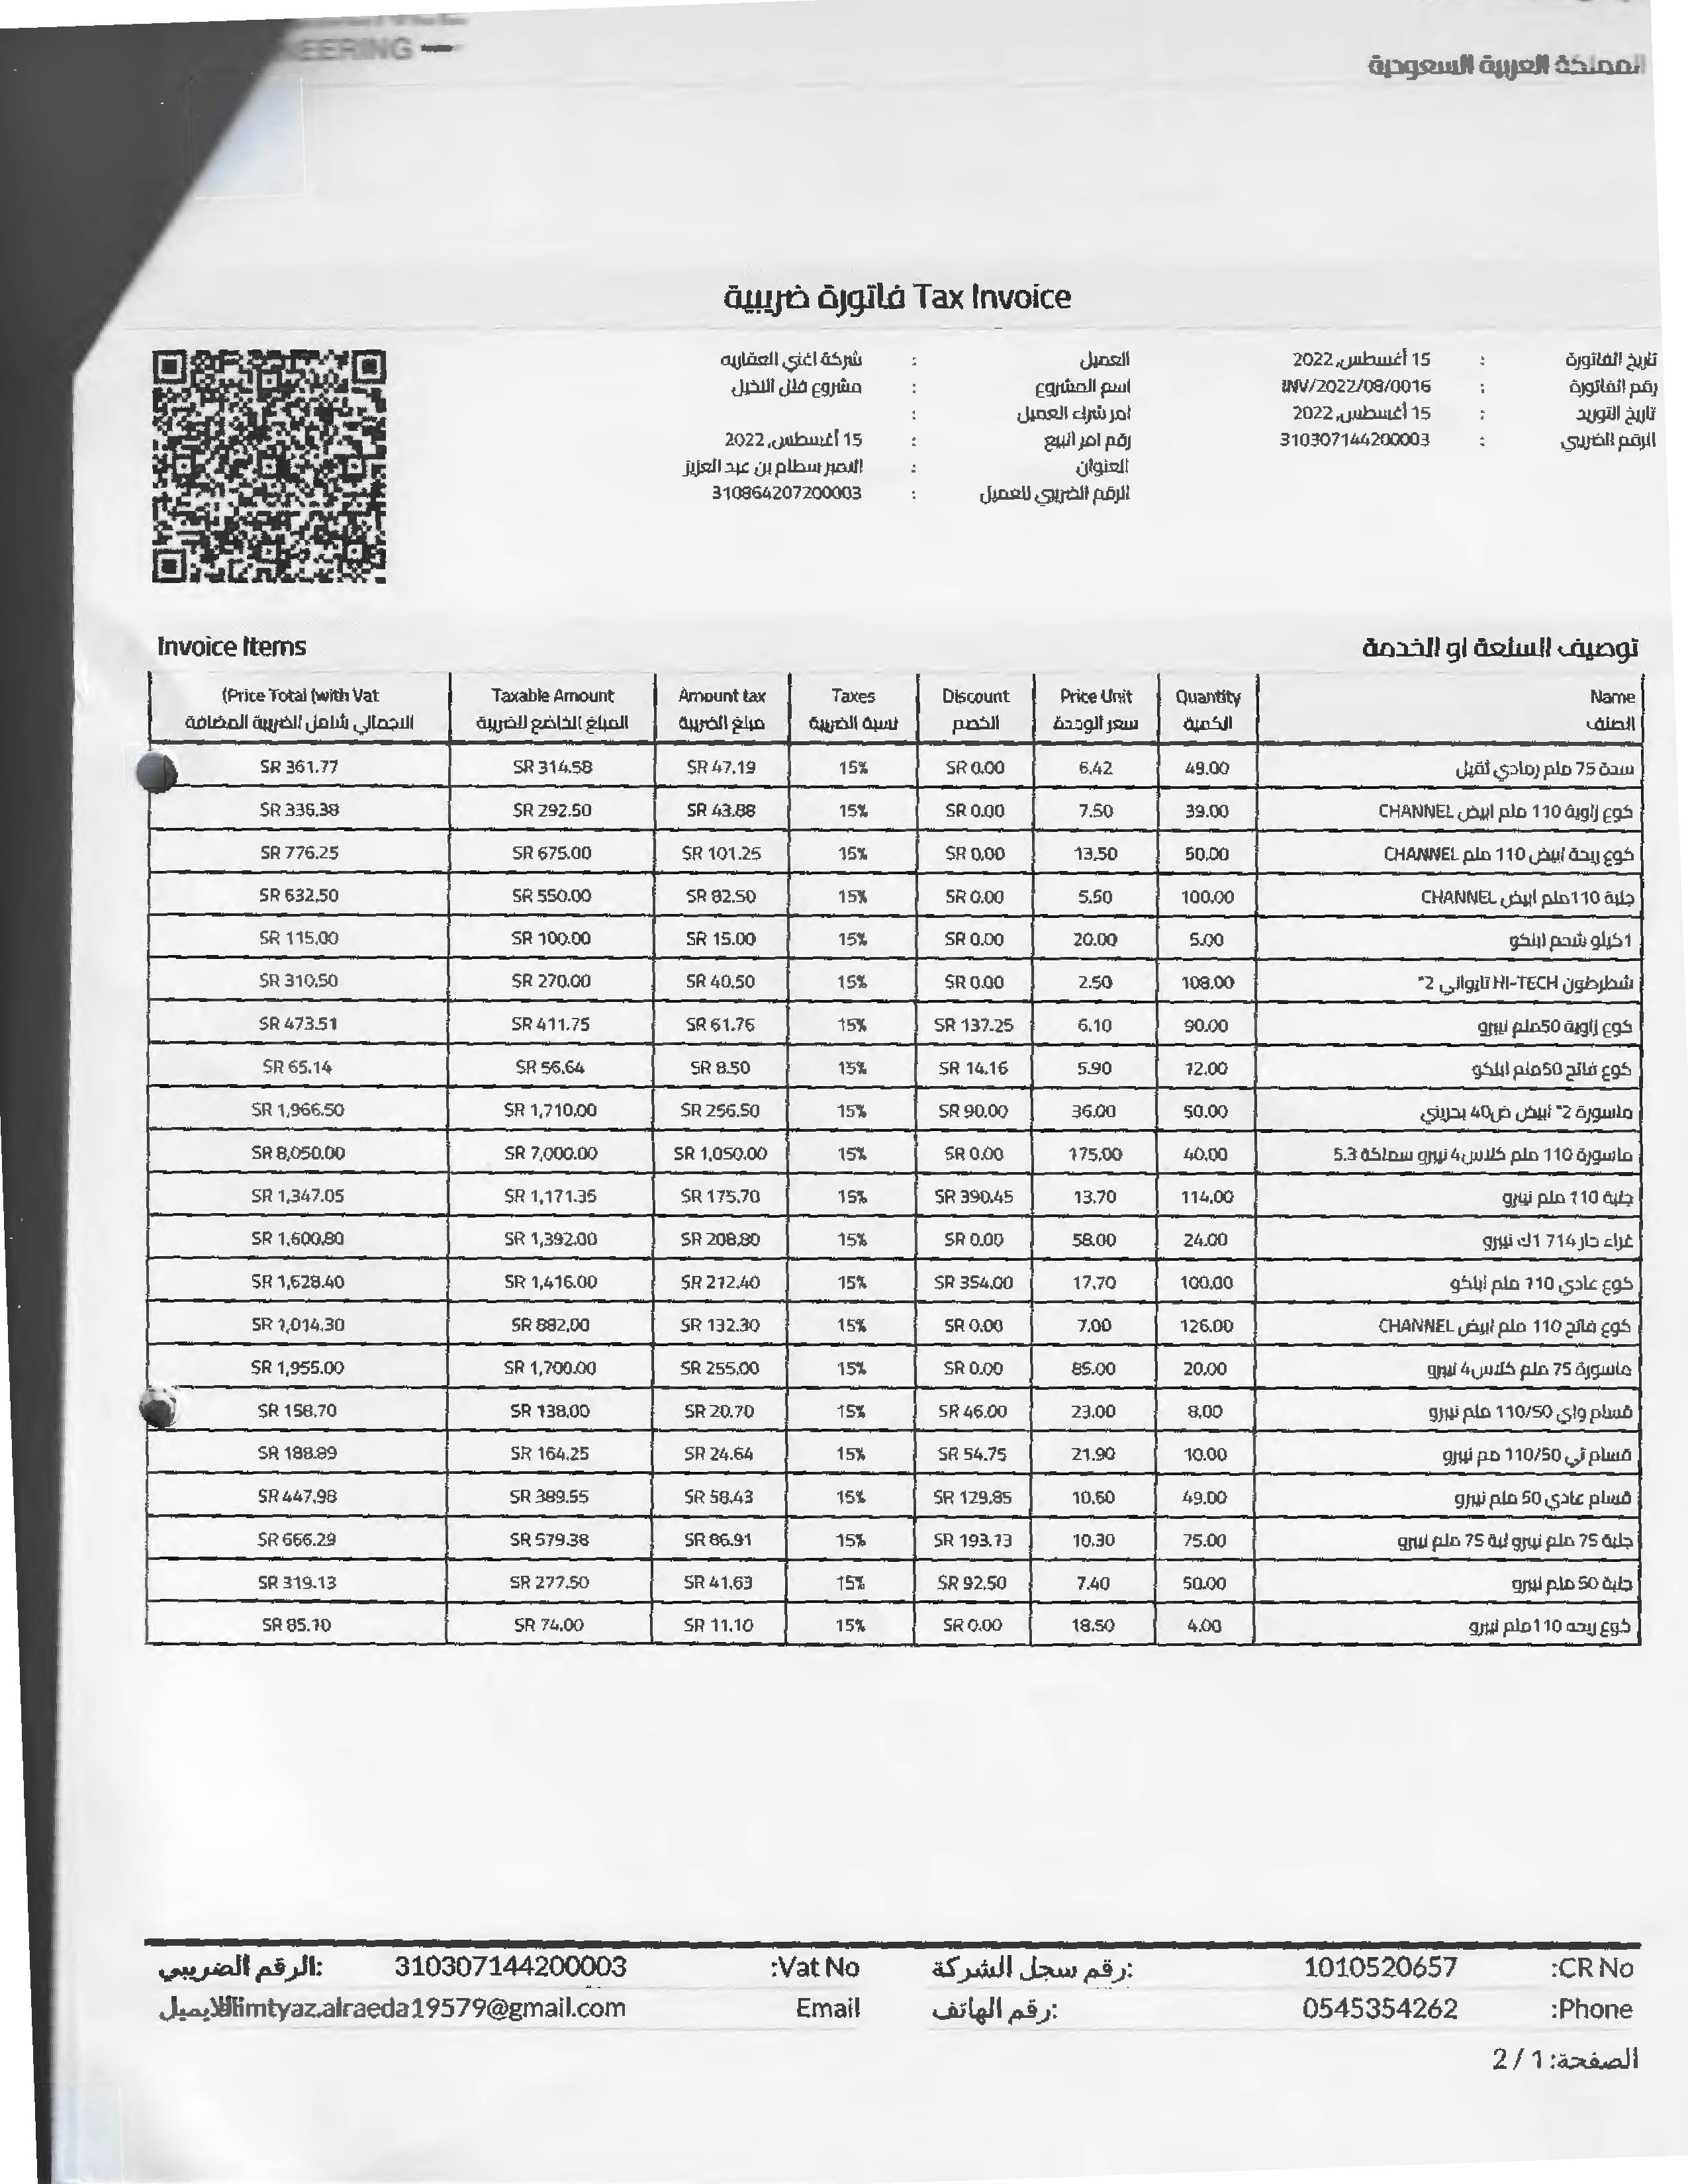 EERING —
المملكة العربية السعودية
فاتورة ضريبية Tax Invoice
تاريخ الفاتورة : 15 أغسطس, 2022
رقم الفاتورة : INV/2022/08/0016
تاريخ التوريد : 15 أغسطس, 2022
الرقم الضريبي : 310307144200003
العميل : شركة اغنى العقاريه
اسم المشروع : مشروع فلل النخيل
امر شراء العميل :
رقم امر البيع : 15 أغسطس, 2022
العنوان : الامير سطام بن عبد العزيز
الرقم الضريبي للعميل : 310864207200003
توصيف السلعة او الخدمة
Invoice Items
Name Quantity Price Unit Discount Taxes Amount tax Taxable Amount (Price Total (with Vat
الصنف الكمية سعر الوحدة الخصم نسبة الضريبة مبلغ الضريبة المبلغ الخاضع للضريبة الاجمالي شامل الضريبة المضافة
سدة 75 ملم رمادي ثقيل 49.00 6.42 SR 0.00 15% SR 47.19 SR 314.58 SR 361.77
كوع زاوية 110 ملم ابيض CHANNEL 39.00 7.50 SR 0.00 15% SR 43.88 SR 292.50 SR 336.38
كوع ريحة ابيض 110 ملم CHANNEL 50.00 13.50 SR 0.00 15% SR 101.25 SR 675.00 SR 776.25
جلبة 110ملم ابيض CHANNEL 100.00 5.50 SR 0.00 15% SR 82.50 SR 550.00 SR 632.50
1كيلو شحم ابلكو 5.00 20.00 SR 0.00 15% SR 15.00 SR 100.00 SR 115.00
شطرطون HI-TECH تايواني 2" 108.00 2.50 SR 0.00 15% SR 40.50 SR 270.00 SR 310.50
كوع زاوية 50ملم نيبرو 90.00 6.10 SR 137.25 15% SR 61.76 SR 411.75 SR 473.51
كوع فاتح 50ملم ابلكو 12.00 5.90 SR 14.16 15% SR 8.50 SR 56.64 SR 65.14
ماسورة 2" ابيض ض40 بحريني 50.00 36.00 SR 90.00 15% SR 256.50 SR 1,710.00 SR 1,966.50
ماسورة 110 ملم كلاس4 نيبرو سماكة 5.3 40.00 175.00 SR 0.00 15% SR 1,050.00 SR 7,000.00 SR 8,050.00
جلبة 110 ملم نيبرو 114.00 13.70 SR 390.45 15% SR 175.70 SR 1,171.35 SR 1,347.05
غراء حار 714 1ك نيبرو 24.00 58.00 SR 0.00 15% SR 208.80 SR 1,392.00 SR 1,600.80
كوع عادي 110 ملم ابلكو 100.00 17.70 SR 354.00 15% SR 212.40 SR 1,416.00 SR 1,628.40
كوع فاتح 110 ملم ابيض CHANNEL 126.00 7.00 SR 0.00 15% SR 132.30 SR 882.00 SR 1,014.30
ماسورة 75 ملم كلاس4 نيبرو 20.00 85.00 SR 0.00 15% SR 255.00 SR 1,700.00 SR 1,955.00
قسام واي 110/50 ملم نيبرو 8.00 23.00 SR 46.00 15% SR 20.70 SR 138.00 SR 158.70
قسام تي 110/50 مم نيبرو 10.00 21.90 SR 54.75 15% SR 24.64 SR 164.25 SR 188.89
قسام عادي 50 ملم نيبرو 49.00 10.60 SR 129.85 15% SR 58.43 SR 389.55 SR 447.98
جلبة 75 ملم نيبرو لبة 75 ملم نيبرو 75.00 10.30 SR 193.13 15% SR 86.91 SR 579.38 SR 666.29
جلبة 50 ملم نيبرو 50.00 7.40 SR 92.50 15% SR 41.63 SR 277.50 SR 319.13
كوع ريحه 110ملم نيبرو 4.00 18.50 SR 0.00 15% SR 11.10 SR 74.00 SR 85.10
:CR No 1010520657 :رقم سجل الشركة :Vat No 310307144200003 :الرقم الضريبي
:Phone 0545354262 :رقم الهاتف Email limtyaz.alraeda19579@gmail.com الايميل
الصفحة: 1 / 2